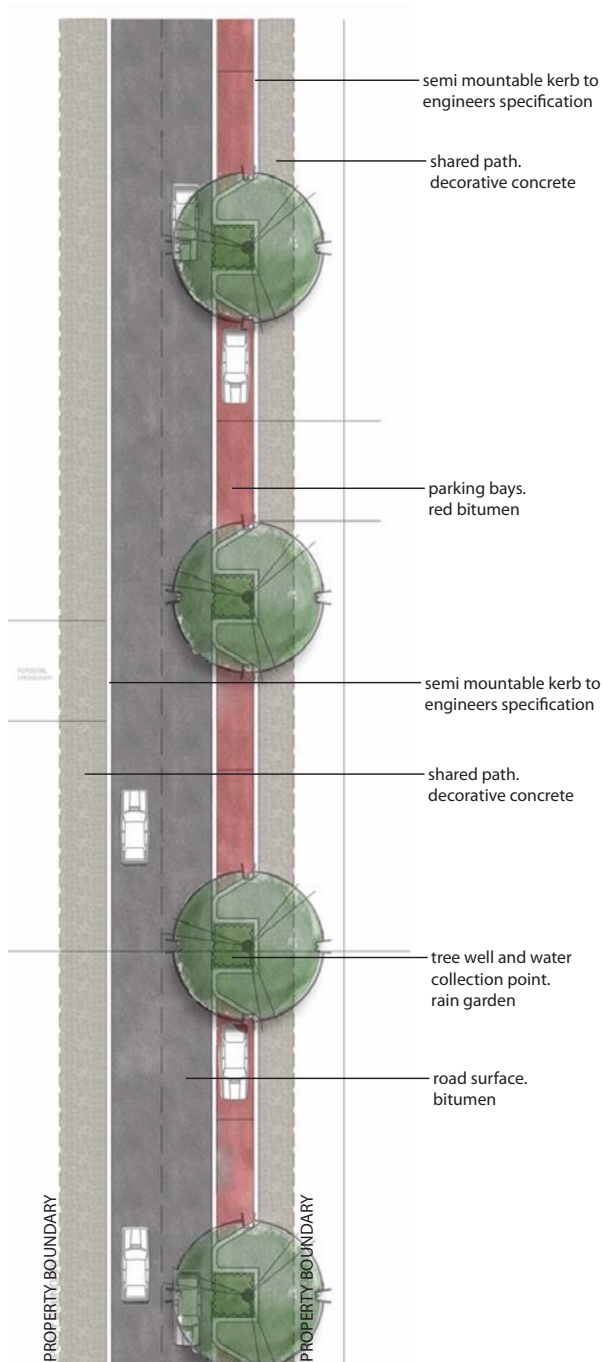 semi mountable kerb to
engineers specification
shared path.
decorative concrete
parking bays.
red bitumen
POTENTIAL
CROSSOVER
semi mountable kerb to
engineers specification
shared path.
decorative concrete
tree well and water
collection point.
rain garden
road surface.
bitumen
PROPERTY BOUNDARY
PROPERTY BOUNDARY